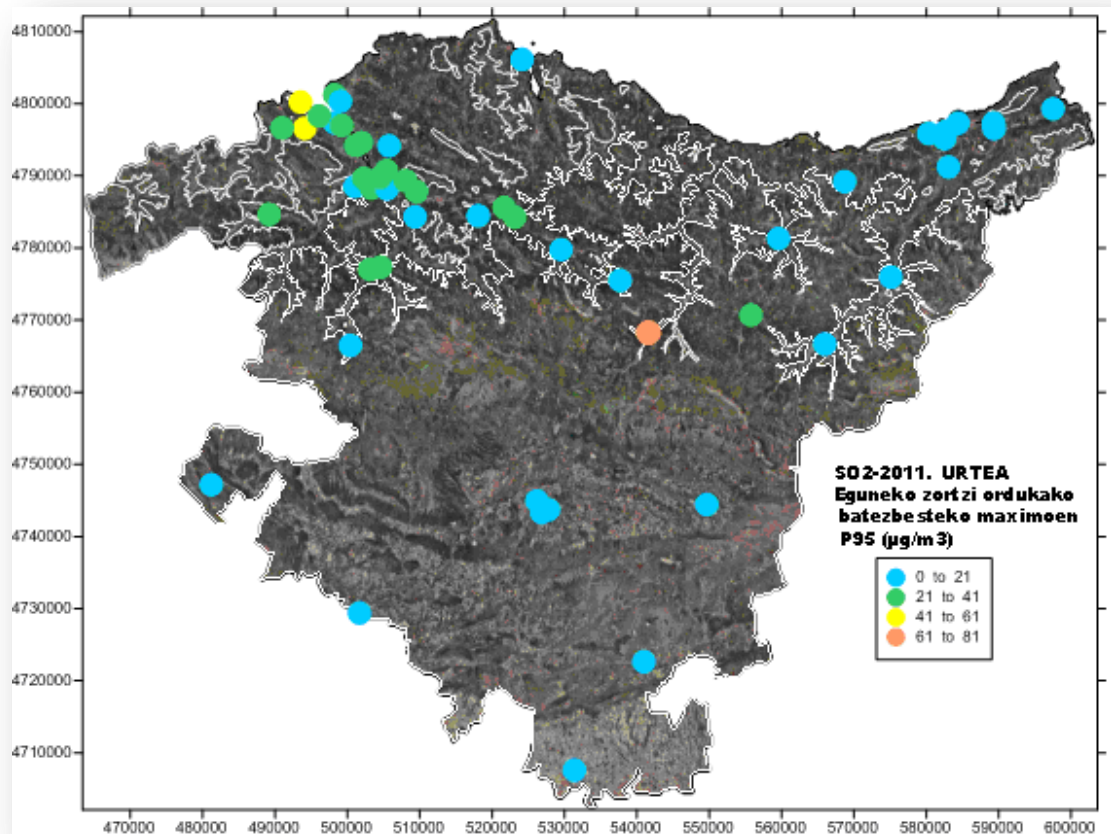 4810000
4800000
4790000
4780000
4770000
4760000
4750000
4740000
4730000
4720000
4710000
SO2-2011. URTEA
Eguneko zortzi ordukako
batezbesteko maximoen
P95 (µg/m3)
0 to 21
21 to 41
41 to 61
61 to 81
470000 480000 490000 500000 510000 520000 530000 540000 550000 560000 570000 580000 590000 600000